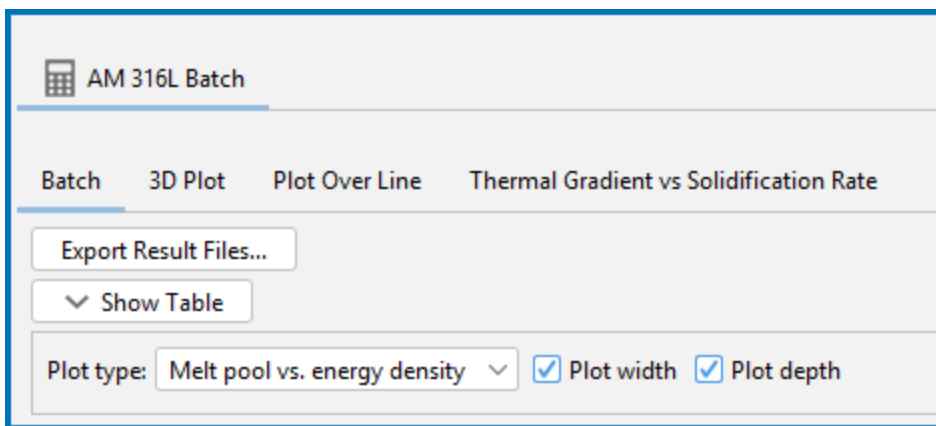 AM 316L Batch
Batch 3D Plot Plot Over Line Thermal Gradient vs Solidification Rate
Export Result Files...
Show Table
Plot type: Melt pool vs. energy density Plot width Plot depth